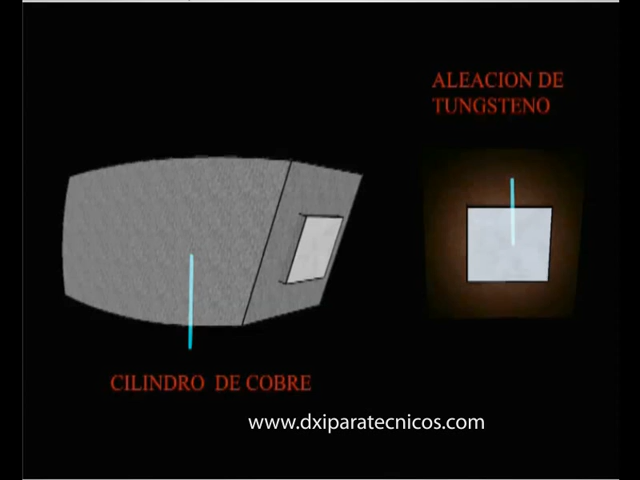 ALEACION DE
TUNGSTENO
CILINDRO DE COBRE
www.dxiparatecnicos.com